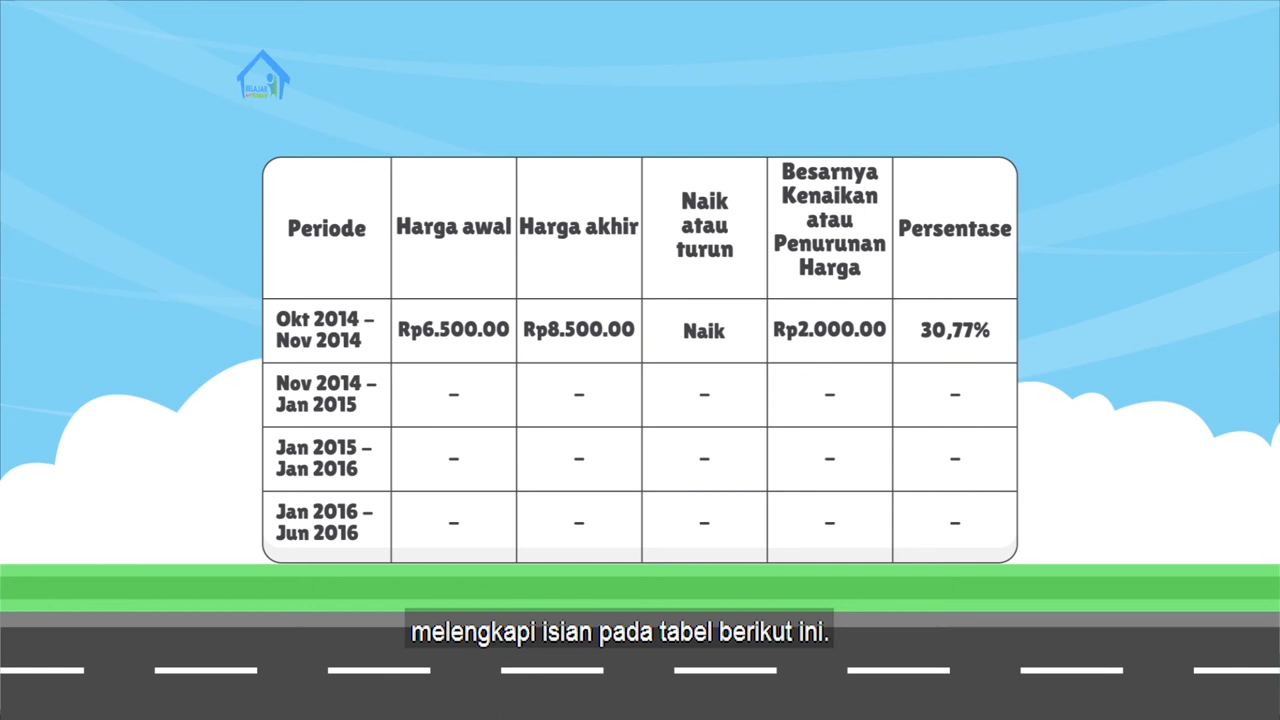 BELAJAR
Periode
Harga awal
Harga akhir
Naik
atau
turun
Besarnya
Kenaikan
atau
Penurunan
Harga
Persentase
Okt 2014 –
Nov 2014
Rp6.500.00
Rp8.500.00
Naik
Rp2.000.00
30,77%
Nov 2014 –
Jan 2015
–
–
–
–
–
Jan 2015 –
Jan 2016
–
–
–
–
–
Jan 2016 –
Jun 2016
–
–
–
–
–
melengkapi isian pada tabel berikut ini.